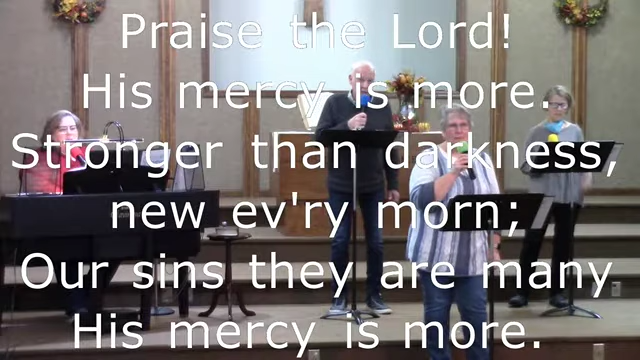 Praise the Lord!
His mercy is more.
Stronger than darkness,
new ev'ry morn;
Our sins they are many
His mercy is more.